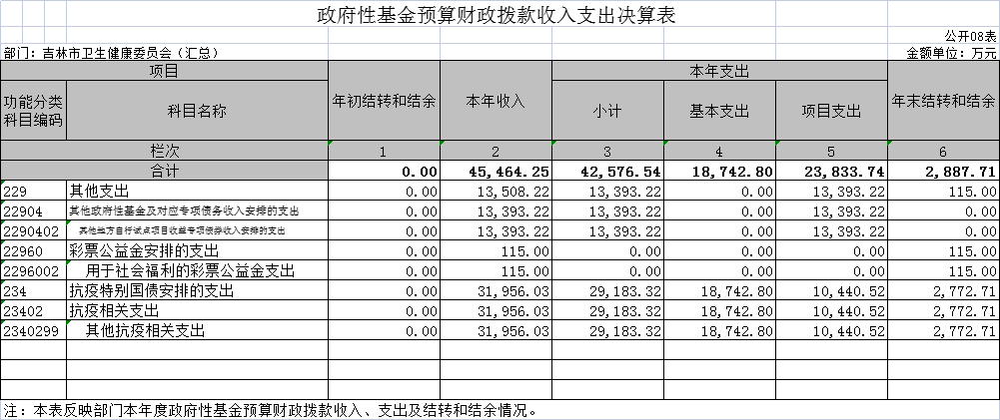 政府性基金预算财政拨款收入支出决算表
公开08表
部门：吉林市卫生健康委员会（汇总） 金额单位：万元
项目 年初结转和结余 本年收入 本年支出 年末结转和结余
功能分类科目编码 科目名称 小计 基本支出 项目支出
栏次 1 2 3 4 5 6
合计 0.00 45,464.25 42,576.54 18,742.80 23,833.74 2,887.71
229 其他支出 0.00 13,508.22 13,393.22 0.00 13,393.22 115.00
22904 其他政府性基金及对应专项债务收入安排的支出 0.00 13,393.22 13,393.22 0.00 13,393.22 0.00
2290402 其他地方自行试点项目收益专项债券收入安排的支出 0.00 13,393.22 13,393.22 0.00 13,393.22 0.00
22960 彩票公益金安排的支出 0.00 115.00 0.00 0.00 0.00 115.00
2296002 用于社会福利的彩票公益金支出 0.00 115.00 0.00 0.00 0.00 115.00
234 抗疫特别国债安排的支出 0.00 31,956.03 29,183.32 18,742.80 10,440.52 2,772.71
23402 抗疫相关支出 0.00 31,956.03 29,183.32 18,742.80 10,440.52 2,772.71
2340299 其他抗疫相关支出 0.00 31,956.03 29,183.32 18,742.80 10,440.52 2,772.71
注：本表反映部门本年度政府性基金预算财政拨款收入、支出及结转和结余情况。